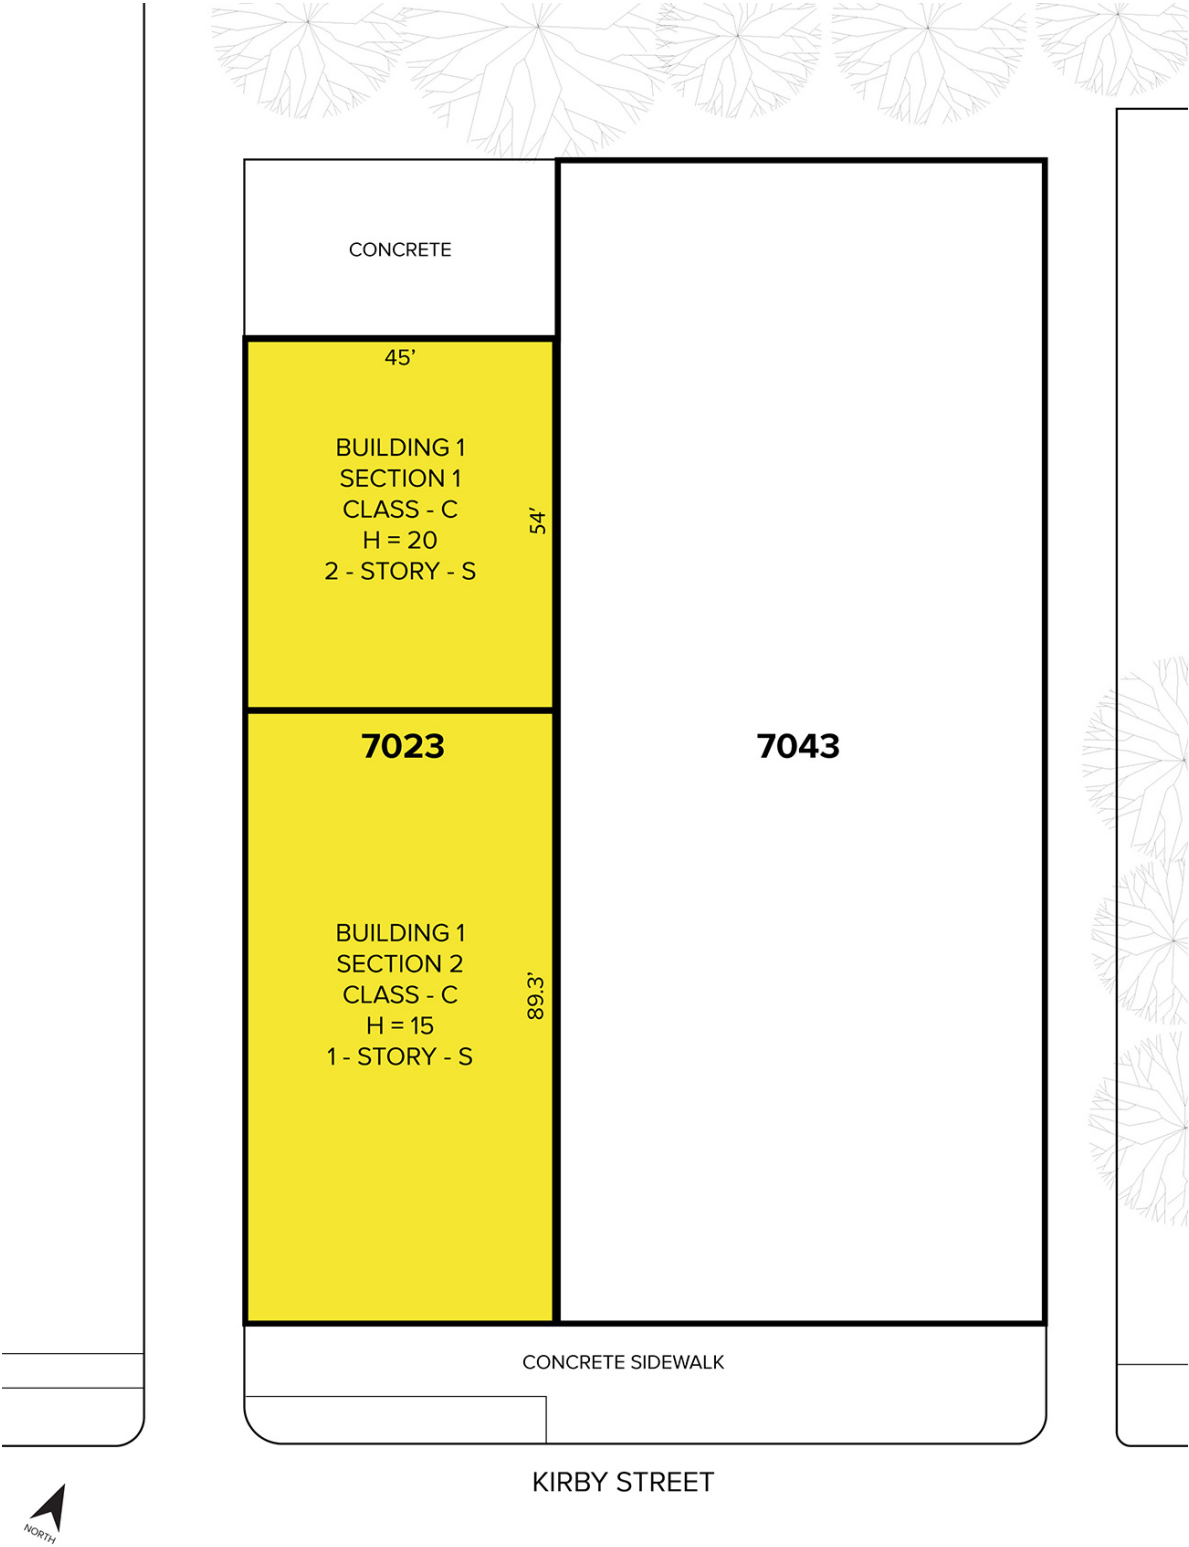 CONCRETE
45’
BUILDING 1
SECTION 1
CLASS - C
H = 20
2 - STORY - S
54’
7023
7043
BUILDING 1
SECTION 2
CLASS - C
H = 15
1 - STORY - S
89.3’
CONCRETE SIDEWALK
KIRBY STREET
NORTH